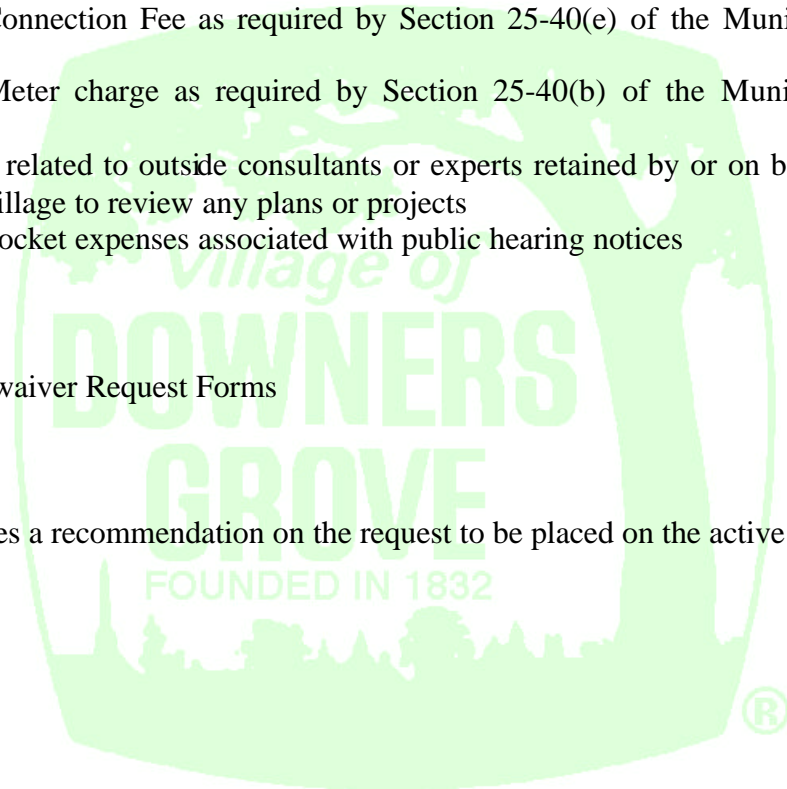 Connection Fee as required by Section 25-40(e) of the Muni
Meter charge as required by Section 25-40(b) of the Muni
related to outside consultants or experts retained by or on b
illage to review any plans or projects
ocket expenses associated with public hearing notices
Village of
DOWNERS
waiver Request Forms
GROVE
es a recommendation on the request to be placed on the active
FOUNDED IN 1832
®